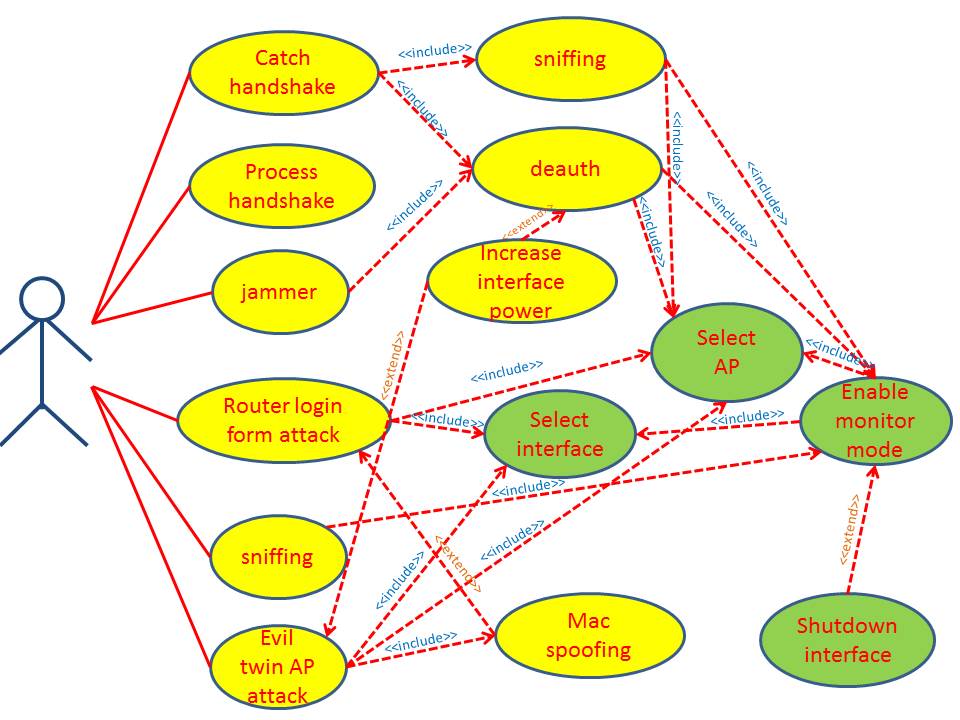 Catch
handshake
<<include>>
sniffing
<<include>>
<<include>>
Process
handshake
deauth
<<include>>
<<include>>
<<include>>
<<include>>
<<extend>>
jammer
Increase
interface
power
Select
AP
<<include>>
<<extend>>
<<include>>
Router login
form attack
<<include>>
Select
interface
<<include>>
Enable
monitor
mode
<<include>>
sniffing
<<extend>>
<<include>>
<<include>>
<<extend>>
Evil
twin AP
attack
<<include>>
Mac
spoofing
Shutdown
interface